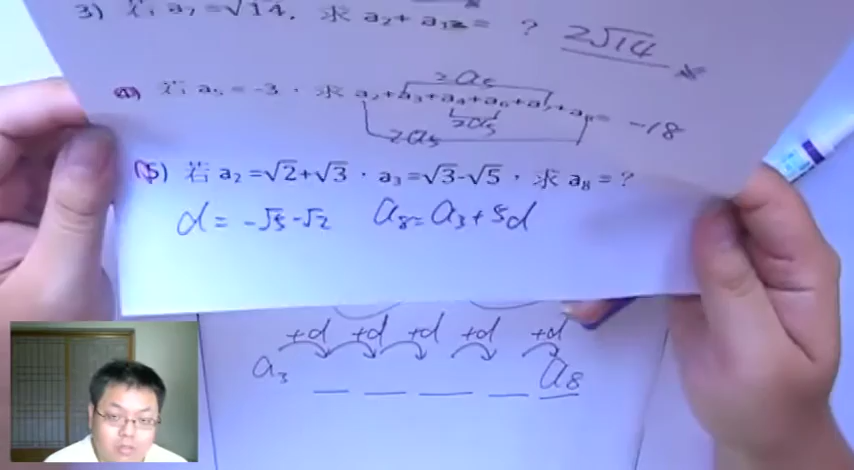 3) 若 a₇=√14, 求 a₂+a₁₂= ? 2√14
2a₅
若 a₅=-3,求 a₂+a₃+a₄+a₆+a₇+a₈= -18
2a₅
2a₅
(5) 若 a₂=√2+√3,a₃=√3-√5,求 a₈=?
d= -√5-√2 a₈=a₃+5d
+d +d +d +d +d
a₃ a₈